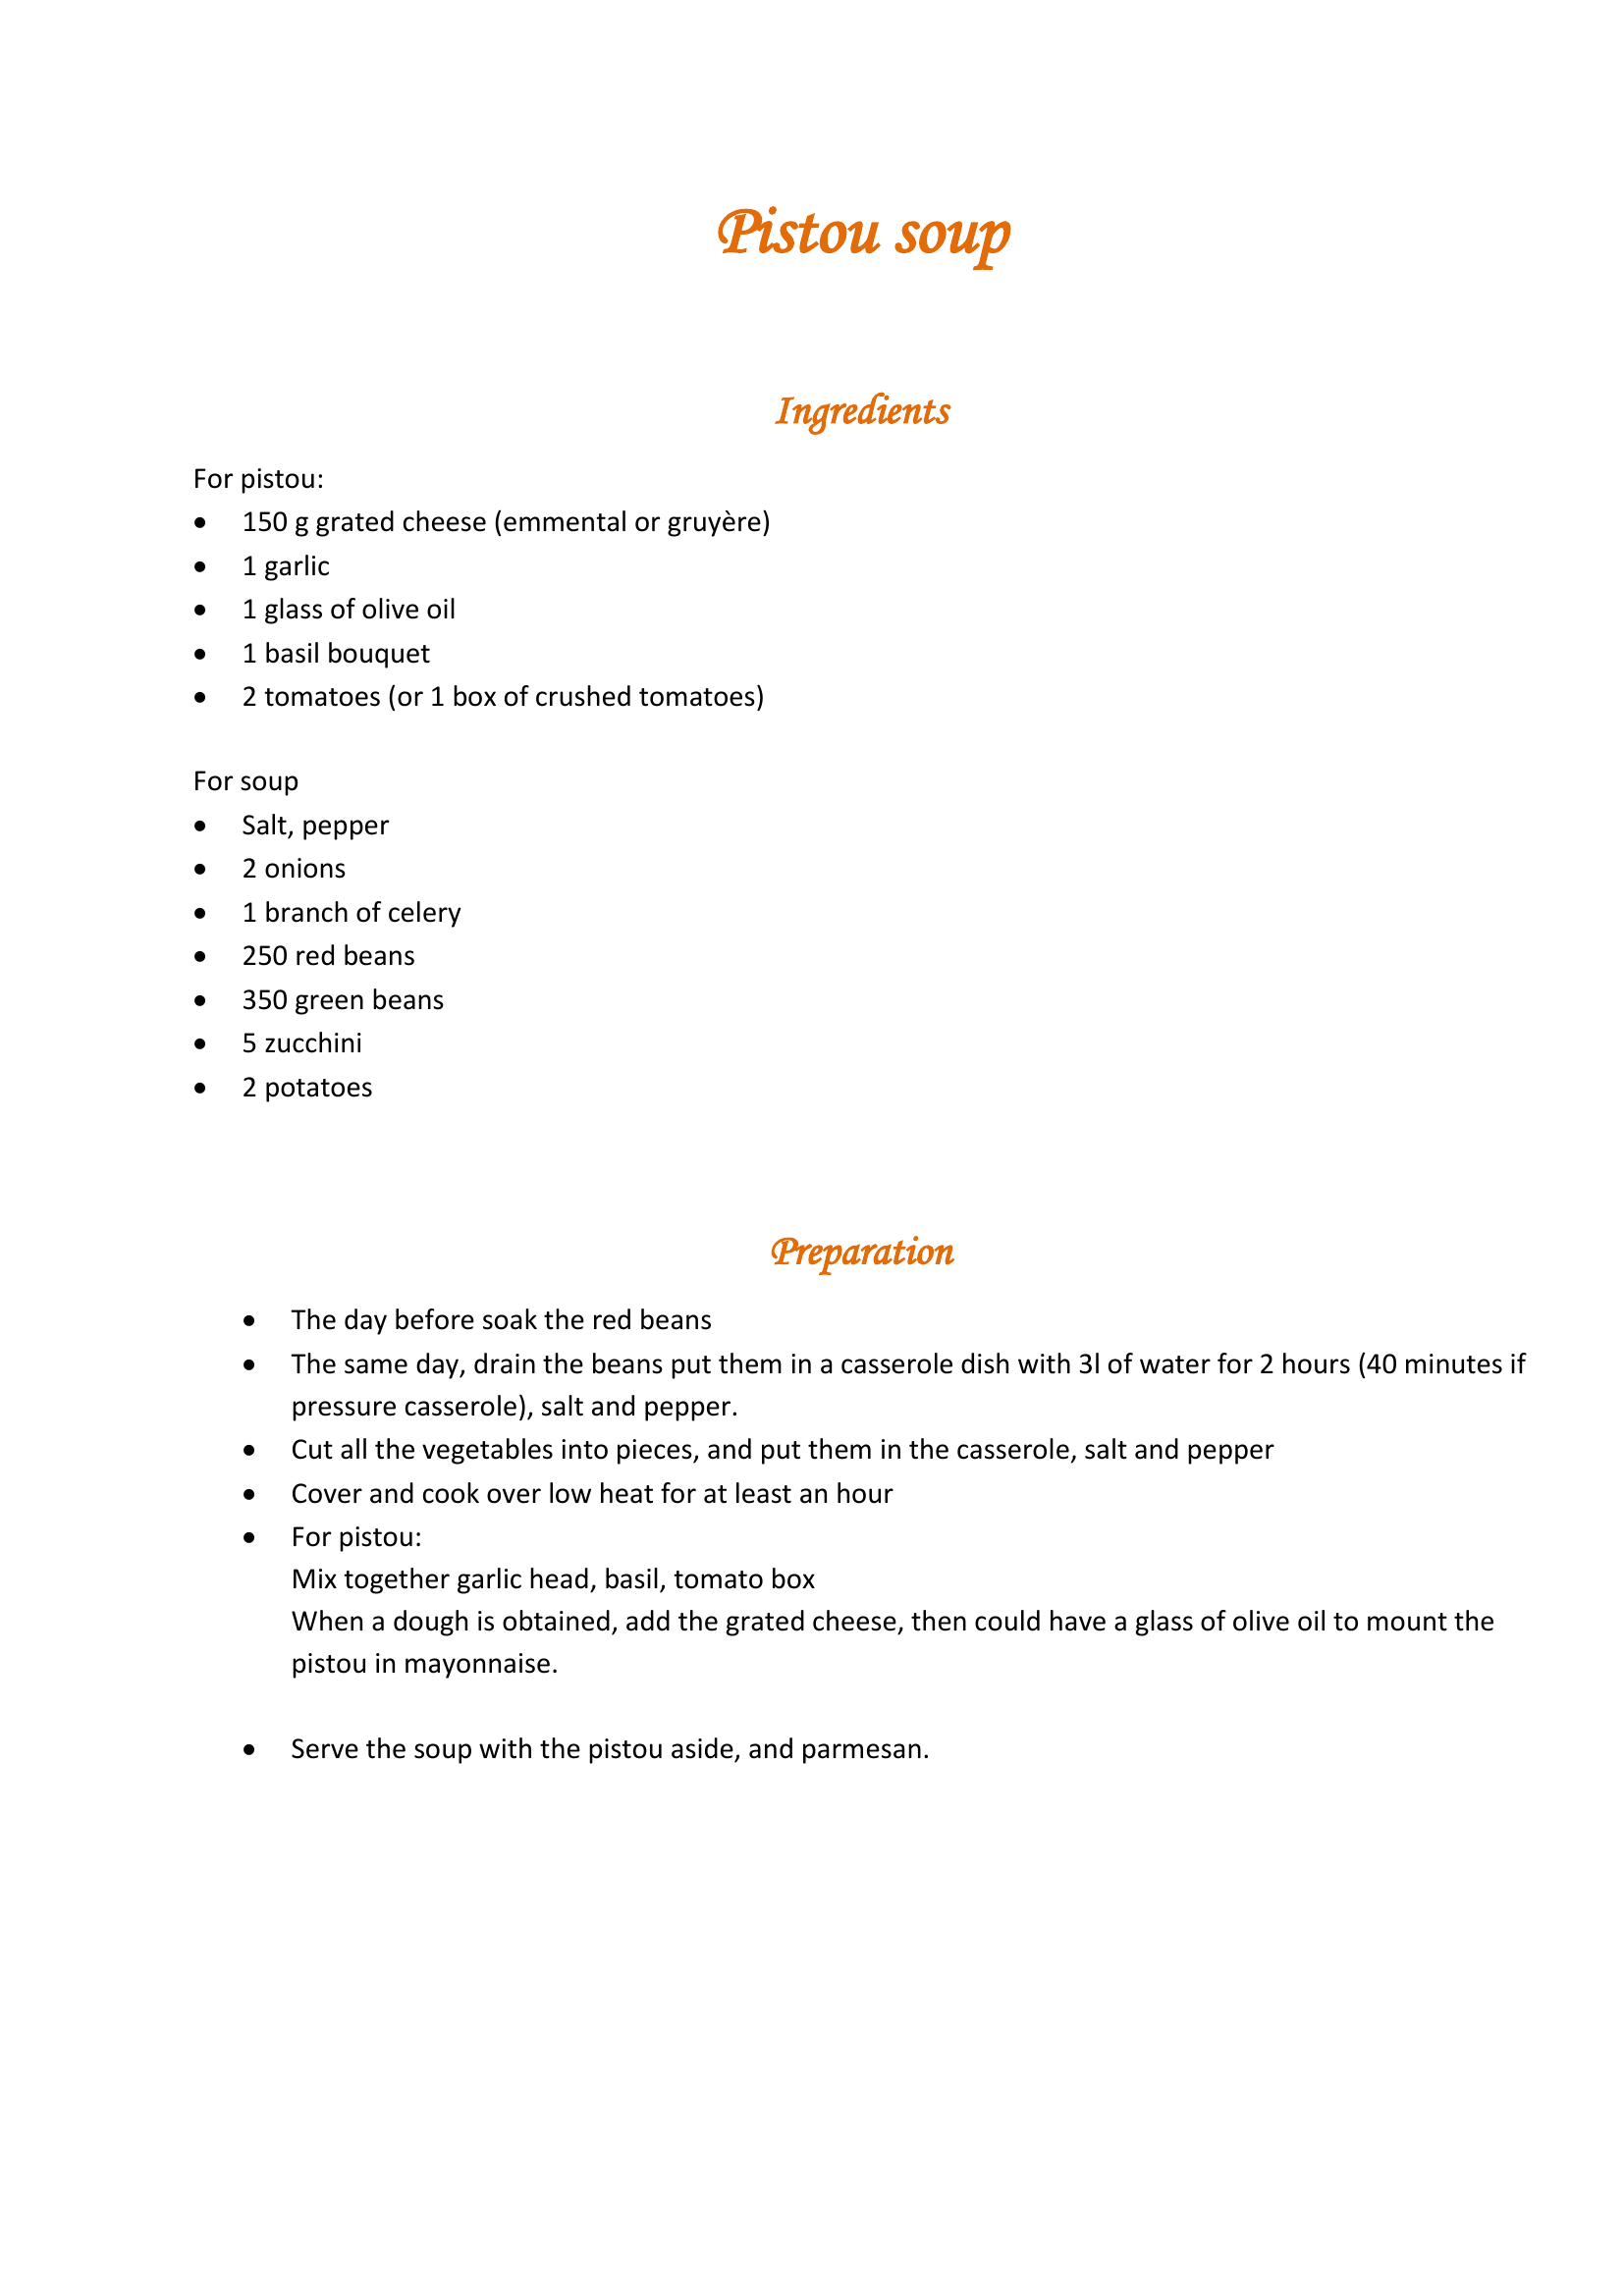 Pistou soup
Ingredients
For pistou:
• 150 g grated cheese (emmental or gruyère)
• 1 garlic
• 1 glass of olive oil
• 1 basil bouquet
• 2 tomatoes (or 1 box of crushed tomatoes)
For soup
• Salt, pepper
• 2 onions
• 1 branch of celery
• 250 red beans
• 350 green beans
• 5 zucchini
• 2 potatoes
Preparation
• The day before soak the red beans
• The same day, drain the beans put them in a casserole dish with 3l of water for 2 hours (40 minutes if
pressure casserole), salt and pepper.
• Cut all the vegetables into pieces, and put them in the casserole, salt and pepper
• Cover and cook over low heat for at least an hour
• For pistou:
Mix together garlic head, basil, tomato box
When a dough is obtained, add the grated cheese, then could have a glass of olive oil to mount the
pistou in mayonnaise.
• Serve the soup with the pistou aside, and parmesan.